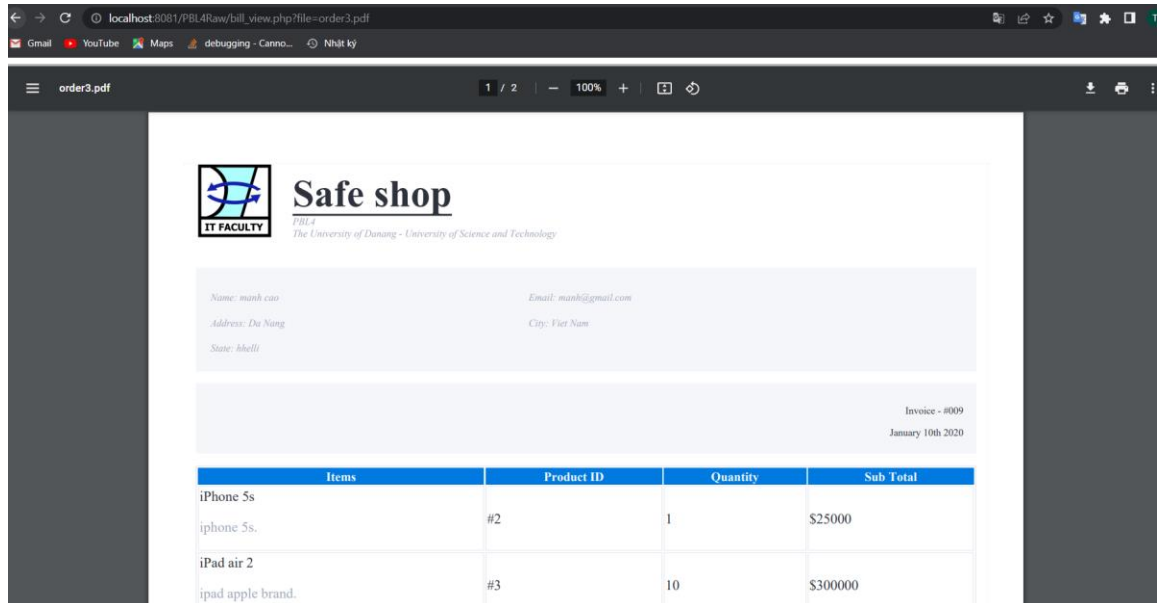 localhost:8081/PBL4Raw/bill_view.php?file=order3.pdf
Gmail YouTube Maps debugging - Canno... Nhật ký
order3.pdf 1 / 2 100%
IT FACULTY
Safe shop
PBL4
The University of Danang - University of Science and Technology
Name: manh cao Email: manh@gmail.com
Address: Da Nang City: Viet Nam
State: hhelli
Invoice - #009
January 10th 2020
Items Product ID Quantity Sub Total
iPhone 5s
iphone 5s. #2 1 $25000
iPad air 2
ipad apple brand. #3 10 $300000